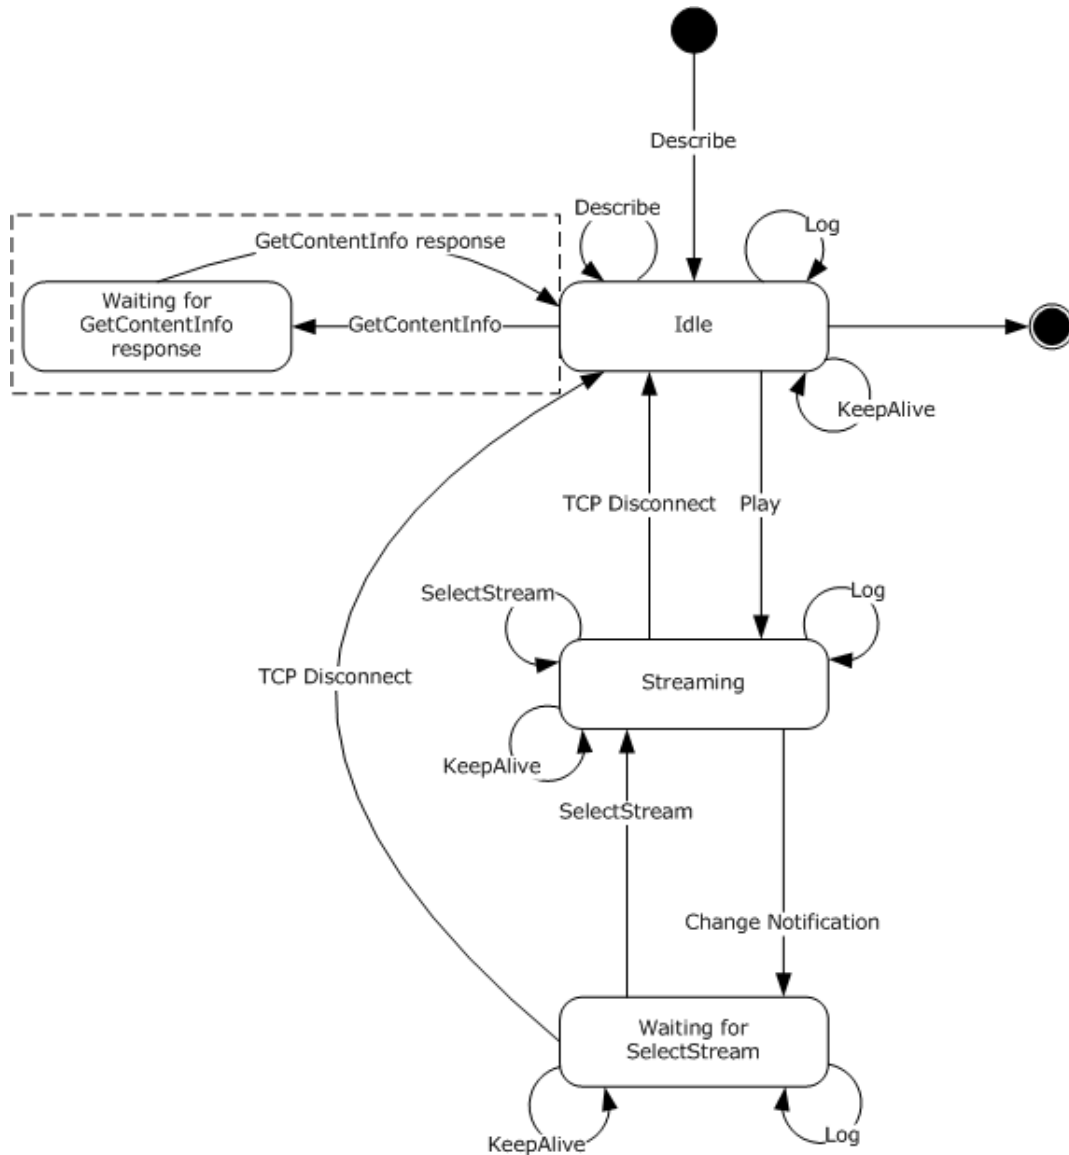 Describe
Describe
Log
GetContentInfo response
Waiting for
GetContentInfo
response
GetContentInfo
Idle
KeepAlive
TCP Disconnect
Play
SelectStream
Log
TCP Disconnect
Streaming
KeepAlive
SelectStream
Change Notification
Waiting for
SelectStream
KeepAlive
Log